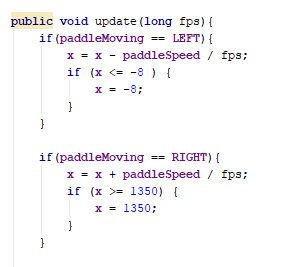 public void update(long fps){
if(paddleMoving == LEFT){
x = x - paddleSpeed / fps;
if (x <= -8 ) {
x = -8;
}
}
if(paddleMoving == RIGHT){
x = x + paddleSpeed / fps;
if (x >= 1350) {
x = 1350;
}
}